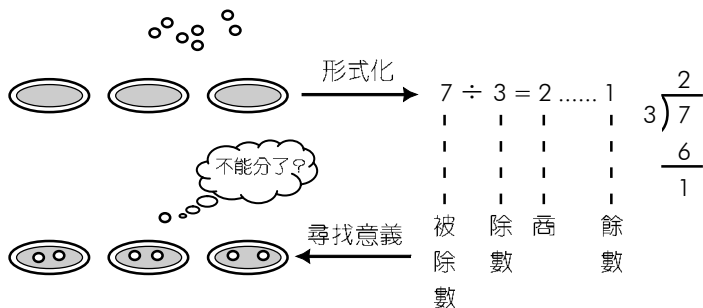 形式化
7 ÷ 3 = 2 ...... 1
2
3)7
6
1
不能分了？
尋找意義
被除數
除數
商
餘數